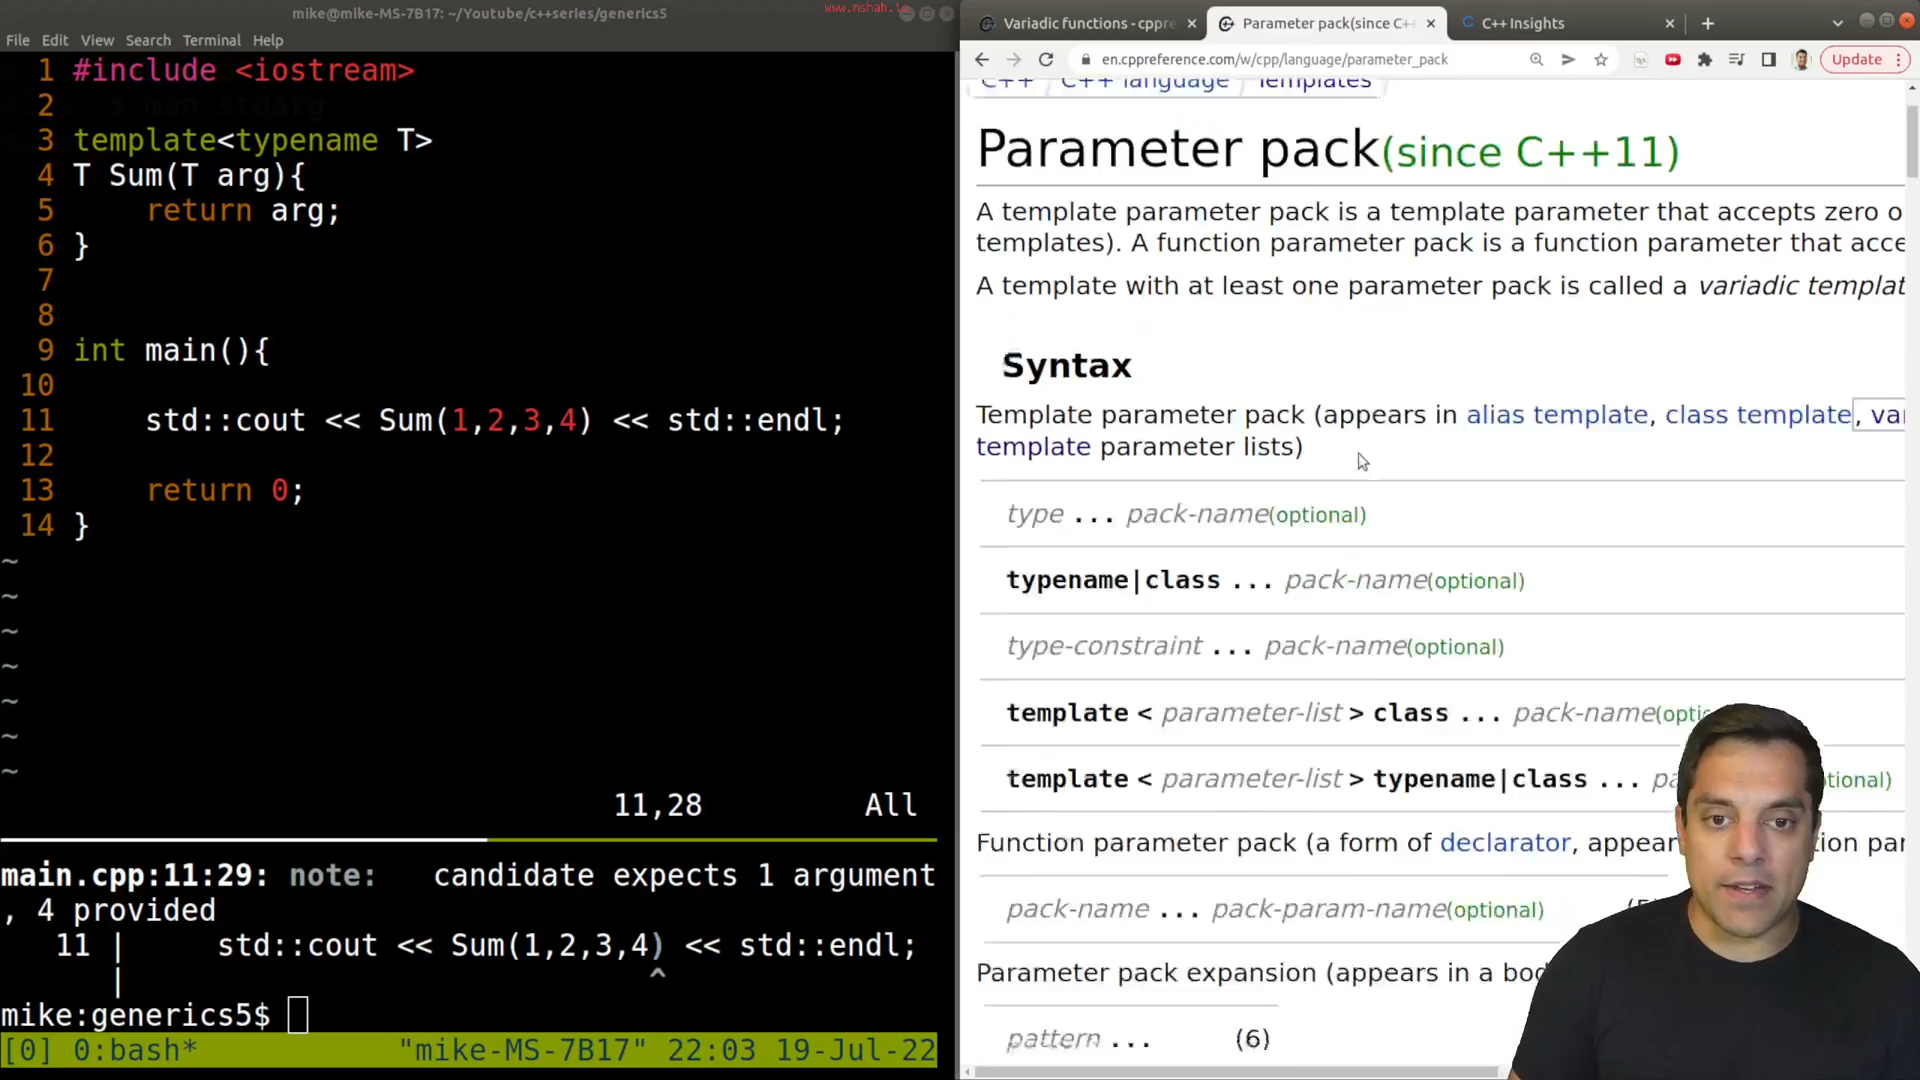 mike@mike-MS-7B17: ~/Youtube/c++series/generics5
www.mshah.i
File Edit View Search Terminal Help
1 #include <iostream>
2
3 template<typename T>
4 T Sum(T arg){
5     return arg;
6 }
7
8
9 int main(){
10
11     std::cout << Sum(1,2,3,4) << std::endl;
12
13     return 0;
14 }
~
~
~
~
~
~
~
11,28 All
main.cpp:11:29: note:   candidate expects 1 argument
, 4 provided
   11 |     std::cout << Sum(1,2,3,4) << std::endl;
      |                             ^
mike:generics5$
[0] 0:bash* "mike-MS-7B17" 22:03 19-Jul-22
Variadic functions - cppre
Parameter pack(since C++
C++ Insights
en.cppreference.com/w/cpp/language/parameter_pack
Update
C++ C++ language Templates
Parameter pack(since C++11)
A template parameter pack is a template parameter that accepts zero o
templates). A function parameter pack is a function parameter that acce
A template with at least one parameter pack is called a variadic templat
Syntax
Template parameter pack (appears in alias template, class template, var
template parameter lists)
type ... pack-name(optional)
typename|class ... pack-name(optional)
type-constraint ... pack-name(optional)
template < parameter-list > class ... pack-name(optio
template < parameter-list > typename|class ... pa tional)
Function parameter pack (a form of declarator, appear tion par
pack-name ... pack-param-name(optional)
Parameter pack expansion (appears in a bod
pattern ... (6)